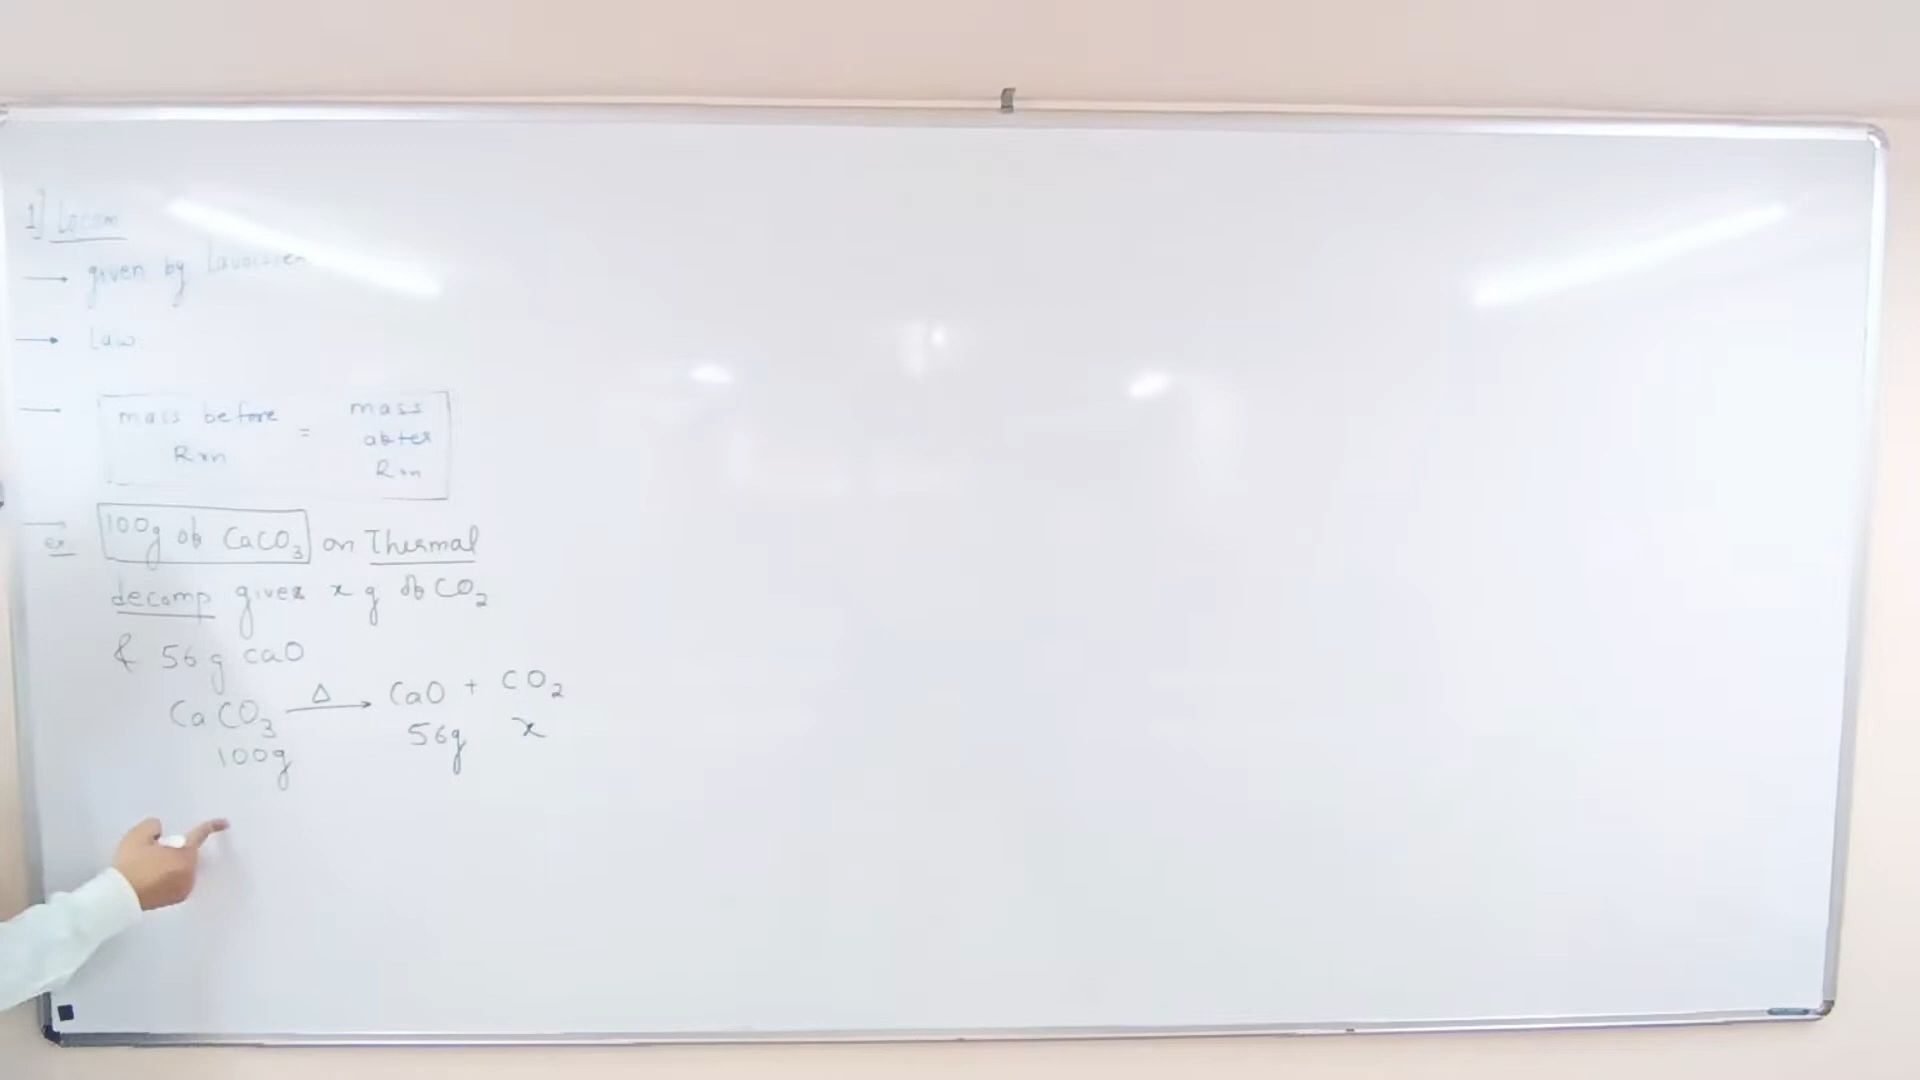 1] Locom
→ given by Lavoisier
→ Law
→ mass before = mass
Rxn after
Rxn
→ ex 100g of CaCO₃ on Thermal
decomp gives x g of CO₂
& 56 g CaO
CaCO₃ —Δ→ CaO + CO₂
100g 56g x